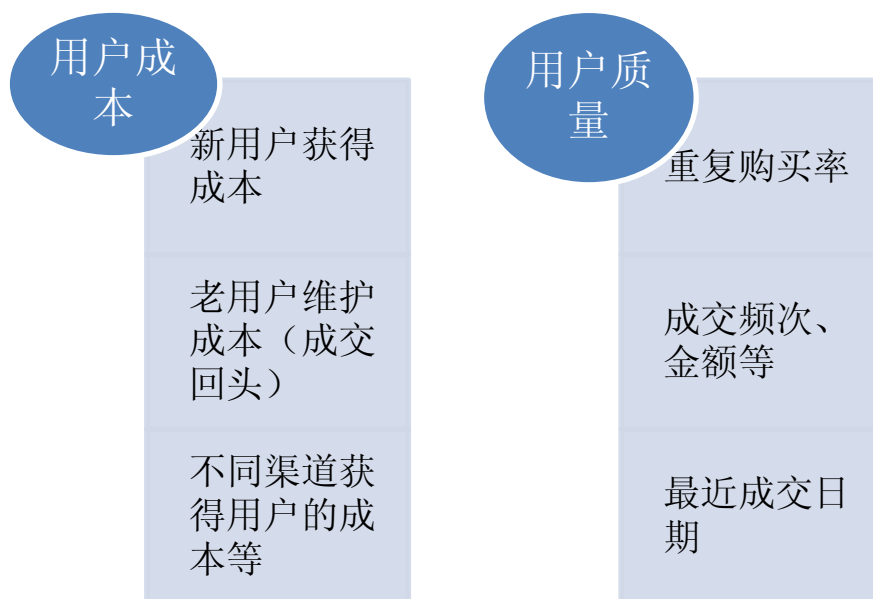 用户成
本
新用户获得
成本
老用户维护
成本（成交
回头）
不同渠道获
得用户的成
本等
用户质
量
重复购买率
成交频次、
金额等
最近成交日
期